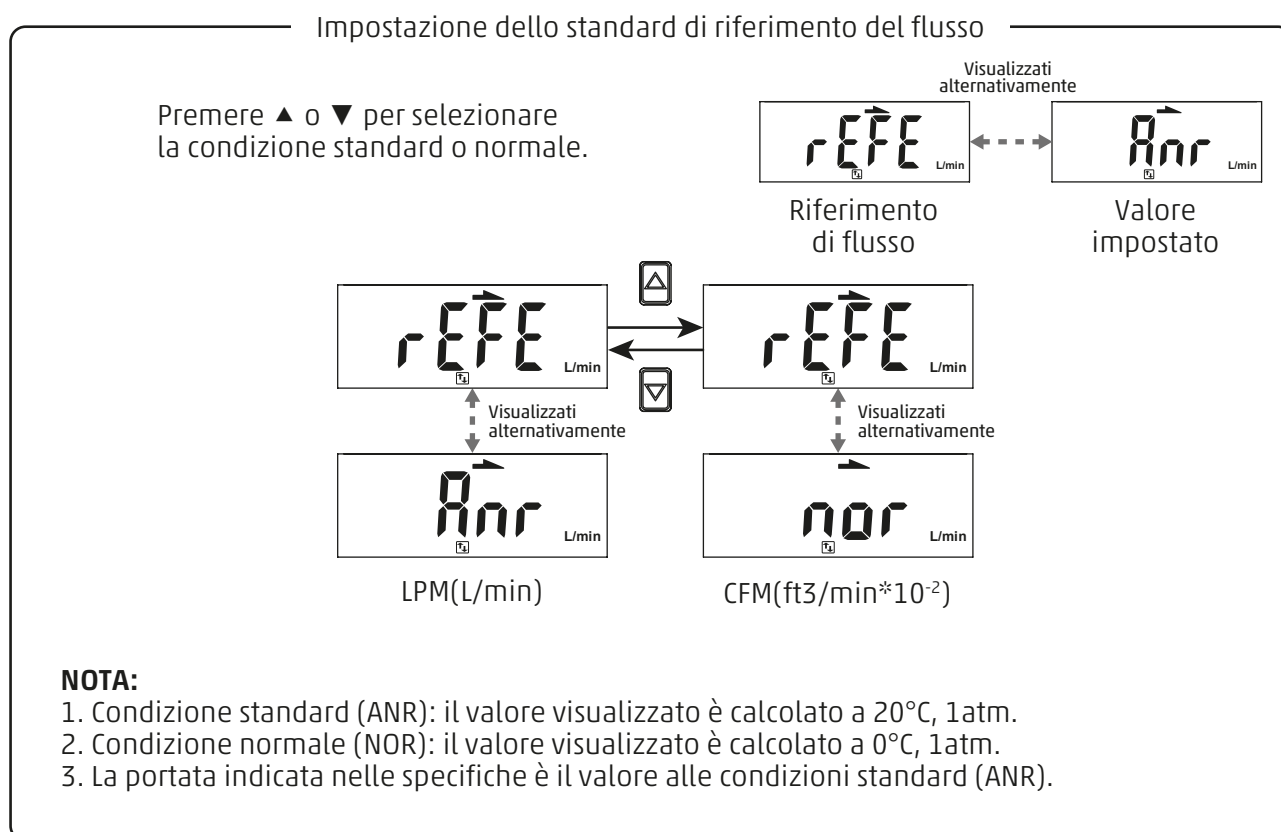 Impostazione dello standard di riferimento del flusso
Premere ▲ o ▼ per selezionare
la condizione standard o normale.
Visualizzati
alternativamente
rEFE L/min
Anr L/min
Riferimento
di flusso
Valore
impostato
rEFE L/min
rEFE L/min
Visualizzati
alternativamente
Visualizzati
alternativamente
Anr L/min
nor L/min
LPM(L/min)
CFM(ft3/min*10⁻²)
NOTA:
1. Condizione standard (ANR): il valore visualizzato è calcolato a 20°C, 1atm.
2. Condizione normale (NOR): il valore visualizzato è calcolato a 0°C, 1atm.
3. La portata indicata nelle specifiche è il valore alle condizioni standard (ANR).